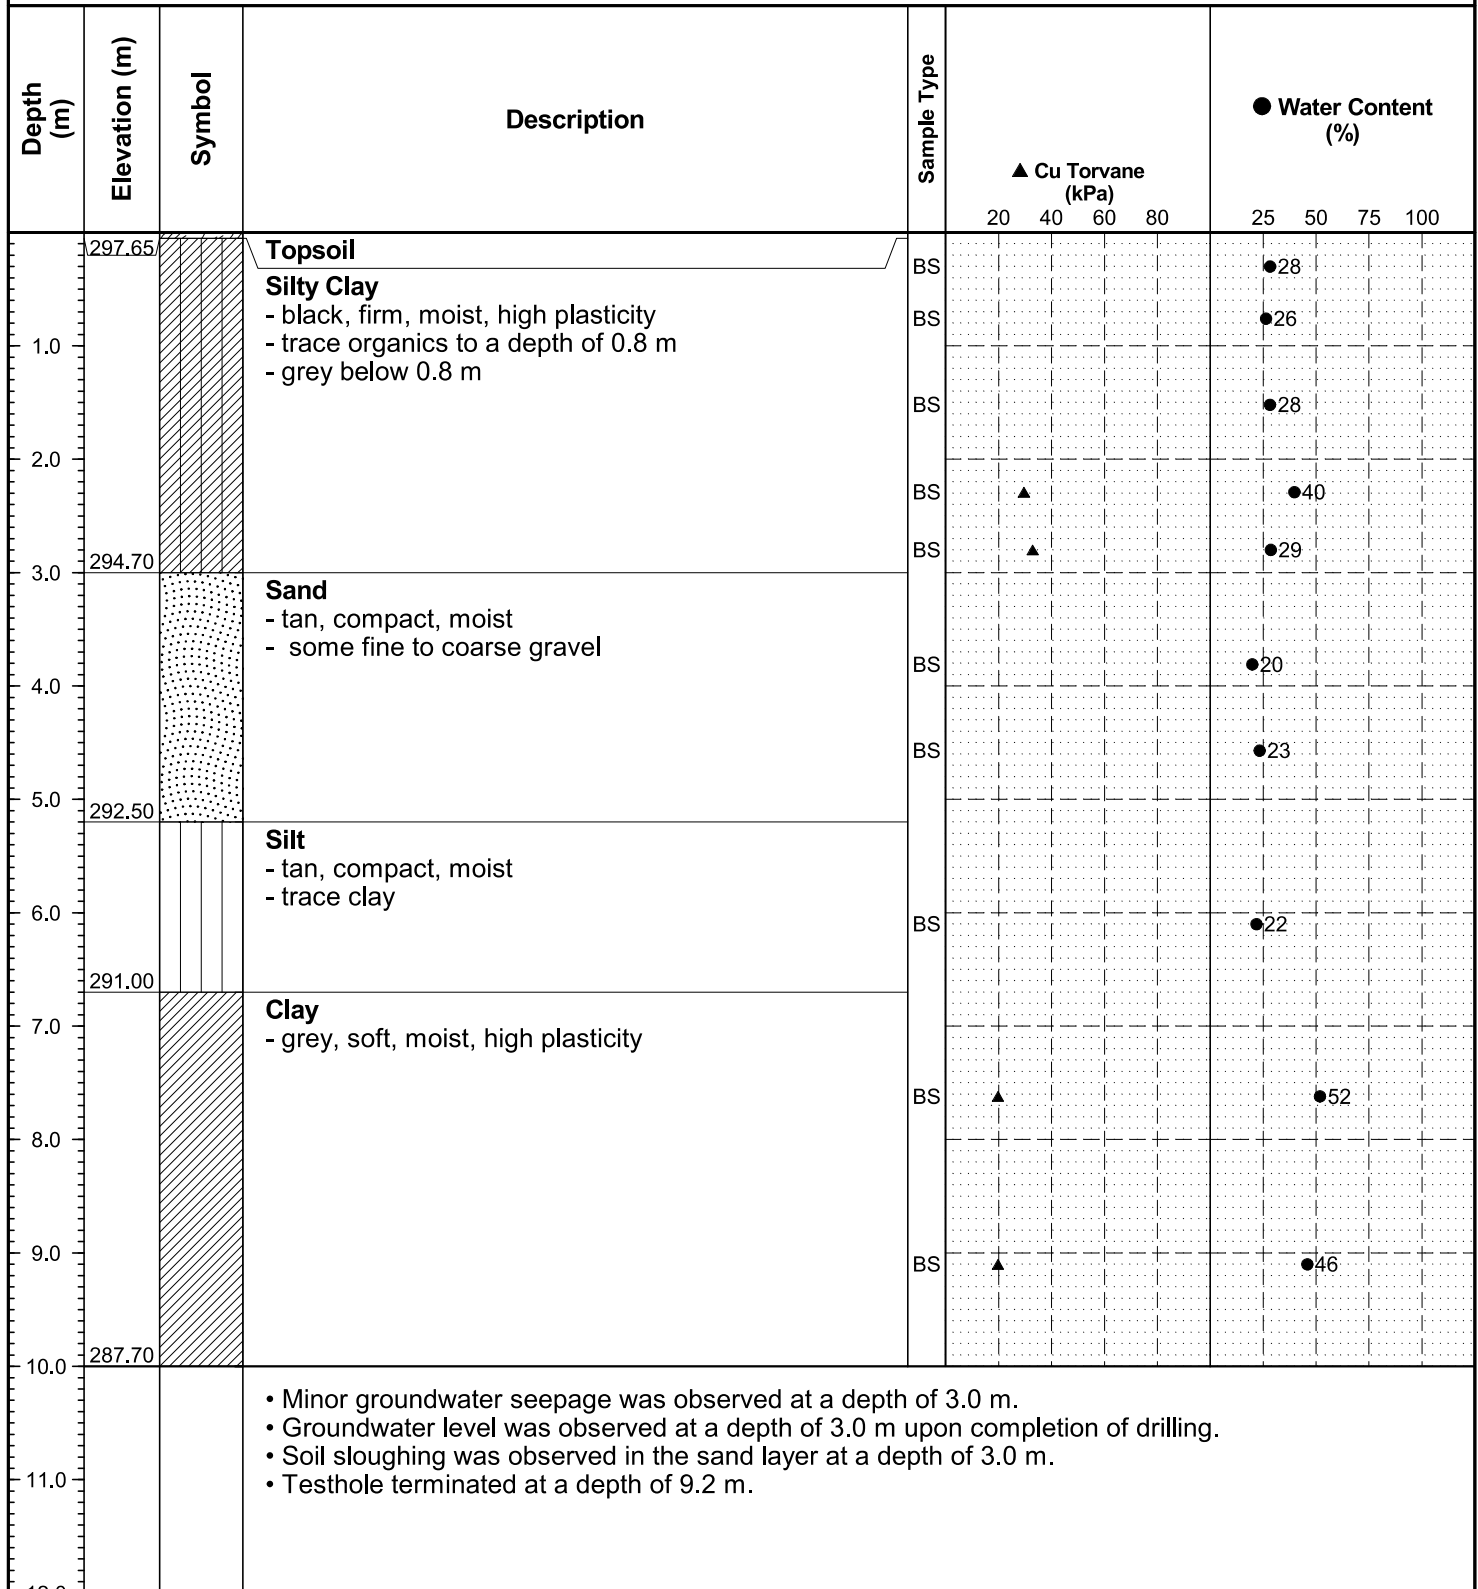 Depth (m)
Elevation (m)
Symbol
Description
Sample Type
▲ Cu Torvane
(kPa)
20 40 60 80
● Water Content
(%)
25 50 75 100
297.65
Topsoil
BS 28
Silty Clay
- black, firm, moist, high plasticity
BS 26
1.0
- trace organics to a depth of 0.8 m
- grey below 0.8 m
BS 28
2.0
BS 40
BS 29
294.70
3.0
Sand
- tan, compact, moist
- some fine to coarse gravel
BS 20
4.0
BS 23
5.0
292.50
Silt
- tan, compact, moist
- trace clay
6.0
BS 22
291.00
Clay
7.0
- grey, soft, moist, high plasticity
BS 52
8.0
9.0
BS 46
287.70
10.0
• Minor groundwater seepage was observed at a depth of 3.0 m.
• Groundwater level was observed at a depth of 3.0 m upon completion of drilling.
• Soil sloughing was observed in the sand layer at a depth of 3.0 m.
11.0
• Testhole terminated at a depth of 9.2 m.